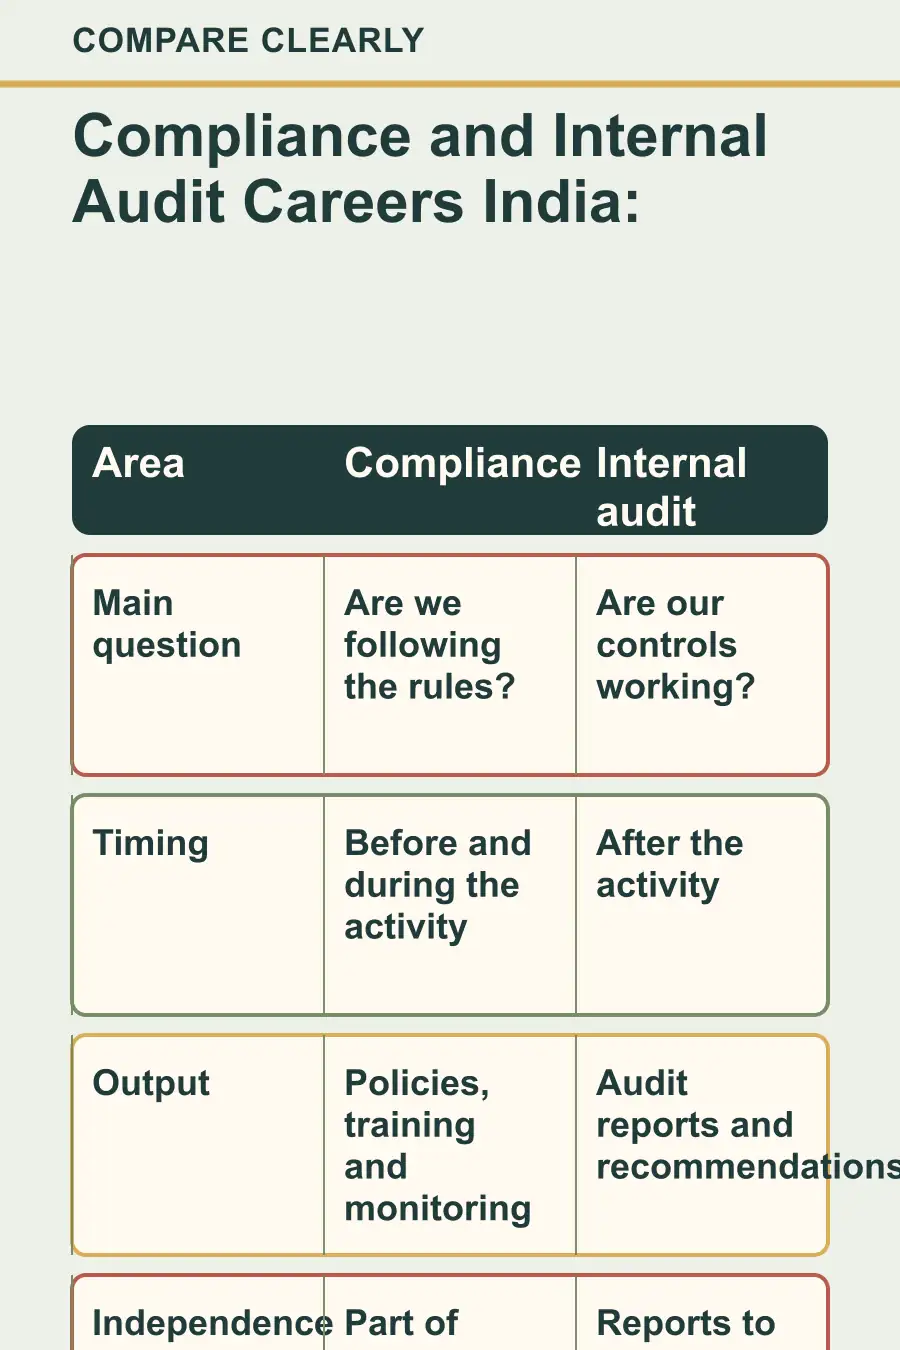 COMPARE CLEARLY
Compliance and Internal
Audit Careers India:
Area
Compliance
Internal
audit
Main
question
Are we
following
the rules?
Are our
controls
working?
Timing
Before and
during the
activity
After the
activity
Output
Policies,
training
and
monitoring
Audit
reports and
recommendations
Independence
Part of
Reports to